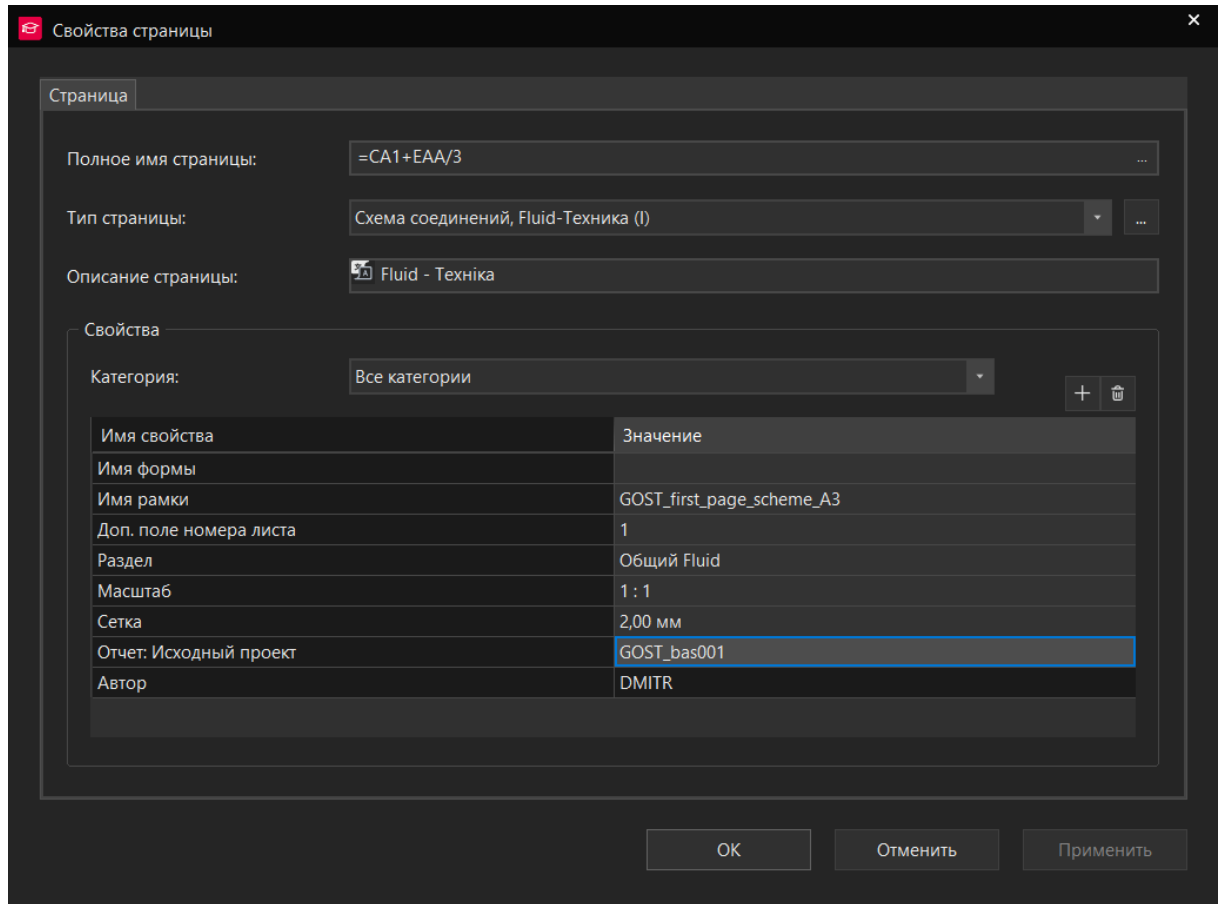 Свойства страницы
Страница
Полное имя страницы: =CA1+EAA/3 ...
Тип страницы: Схема соединений, Fluid-Техника (I) ...
Описание страницы: Fluid - Техніка
Свойства
Категория: Все категории
Имя свойства Значение
Имя формы
Имя рамки GOST_first_page_scheme_A3
Доп. поле номера листа 1
Раздел Общий Fluid
Масштаб 1 : 1
Сетка 2,00 мм
Отчет: Исходный проект GOST_bas001
Автор DMITR
ОК Отменить Применить